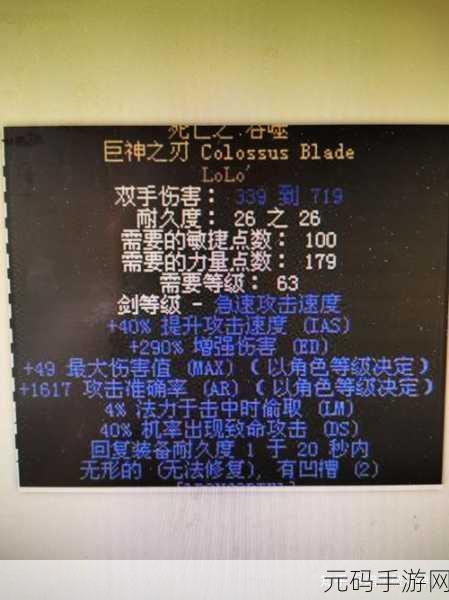 死亡之 吞噬
巨神之刃 Colossus Blade
LoLo'
双手伤害: 339 到 719
耐久度: 26 之 26
需要的敏捷点数: 100
需要的力量点数: 179
需要等级: 63
剑等级 - 急速攻击速度
+40% 提升攻击速度 (IAS)
+290% 增强伤害 (ED)
+49 最大伤害值 (MAX) (以角色等级决定)
+1617 攻击准确率 (AR) (以角色等级决定)
4% 法力于击中时偷取 (LM)
40% 机率出现致命攻击 (DS)
回复装备耐久度 1 于 20 秒内
无形的 (无法修复), 有凹槽 (2)
元码手游网